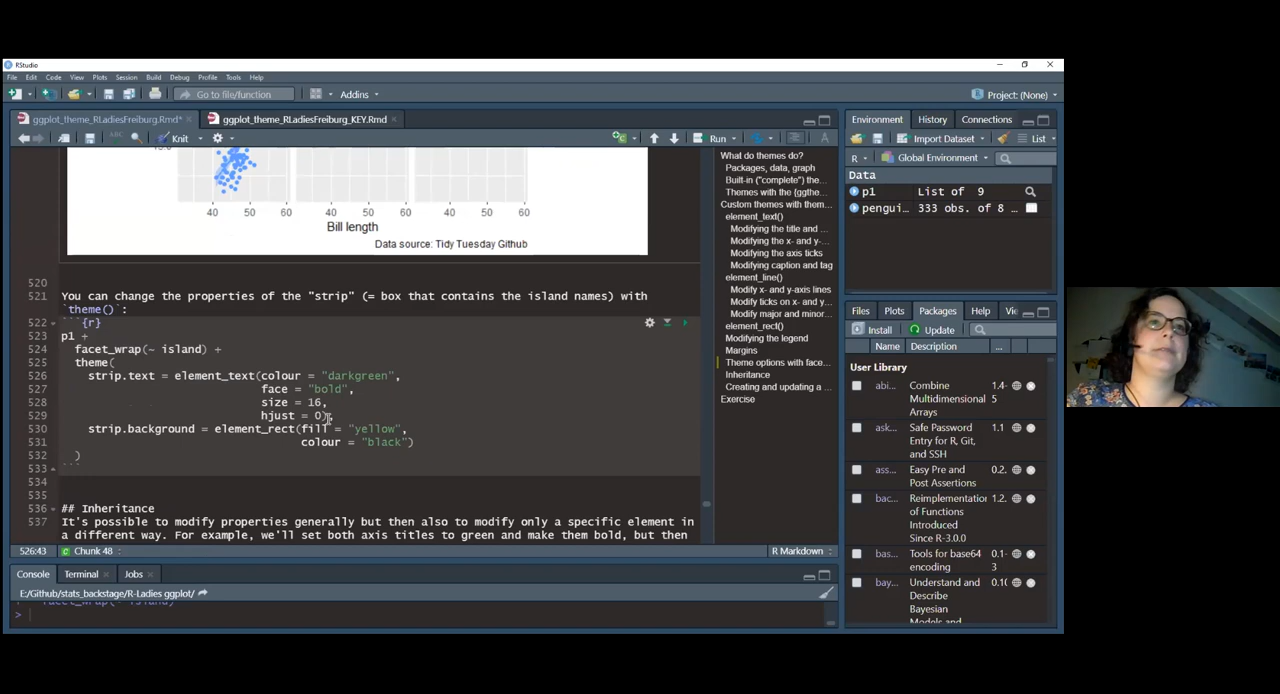 RStudio
File Edit Code View Plots Session Build Debug Profile Tools Help
Go to file/function Addins Project: (None)
ggplot_theme_RLadiesFreiburg.Rmd* ggplot_theme_RLadiesFreiburg_KEY.Rmd
Knit Run
40 50 60 40 50 60 40 50 60
Bill length
Data source: Tidy Tuesday Github
520
521 You can change the properties of the "strip" (= box that contains the island names) with
`theme()`:
522 ```{r}
523 p1 +
524 facet_wrap(~ island) +
525 theme(
526 strip.text = element_text(colour = "darkgreen",
527 face = "bold",
528 size = 16,
529 hjust = 0),
530 strip.background = element_rect(fill = "yellow",
531 colour = "black")
532 )
533 ```
534
535
536 ## Inheritance
537 It's possible to modify properties generally but then also to modify only a specific element in
a different way. For example, we'll set both axis titles to green and make them bold, but then
526:43 Chunk 48 R Markdown
What do themes do?
Packages, data, graph
Built-in ("complete") the...
Themes with the {ggthe...
Custom themes with them...
element_text()
Modifying the title and ...
Modifying the x- and y-...
Modifying the axis ticks
Modifying caption and tag
element_line()
Modify x- and y-axis lines
Modify ticks on x- and y...
Modify major and minor...
element_rect()
Modifying the legend
Margins
Theme options with face...
Inheritance
Creating and updating a ...
Exercise
Console Terminal Jobs
E:/Github/stats_backstage/R-Ladies ggplot/
>
Environment History Connections
Import Dataset List
R Global Environment
Data
p1 List of 9
pengui... 333 obs. of 8 ...
Files Plots Packages Help Vi
Install Update
Name Description ...
User Library
abi... Combine Multidimensional Arrays 1.4-5
ask... Safe Password Entry for R, Git, and SSH 1.1
ass... Easy Pre and Post Assertions 0.2.
bac... Reimplementation of Functions Introduced Since R-3.0.0 1.2.
bas... Tools for base64 encoding 0.1-3
bay... Understand and Describe Bayesian Models and 0.10